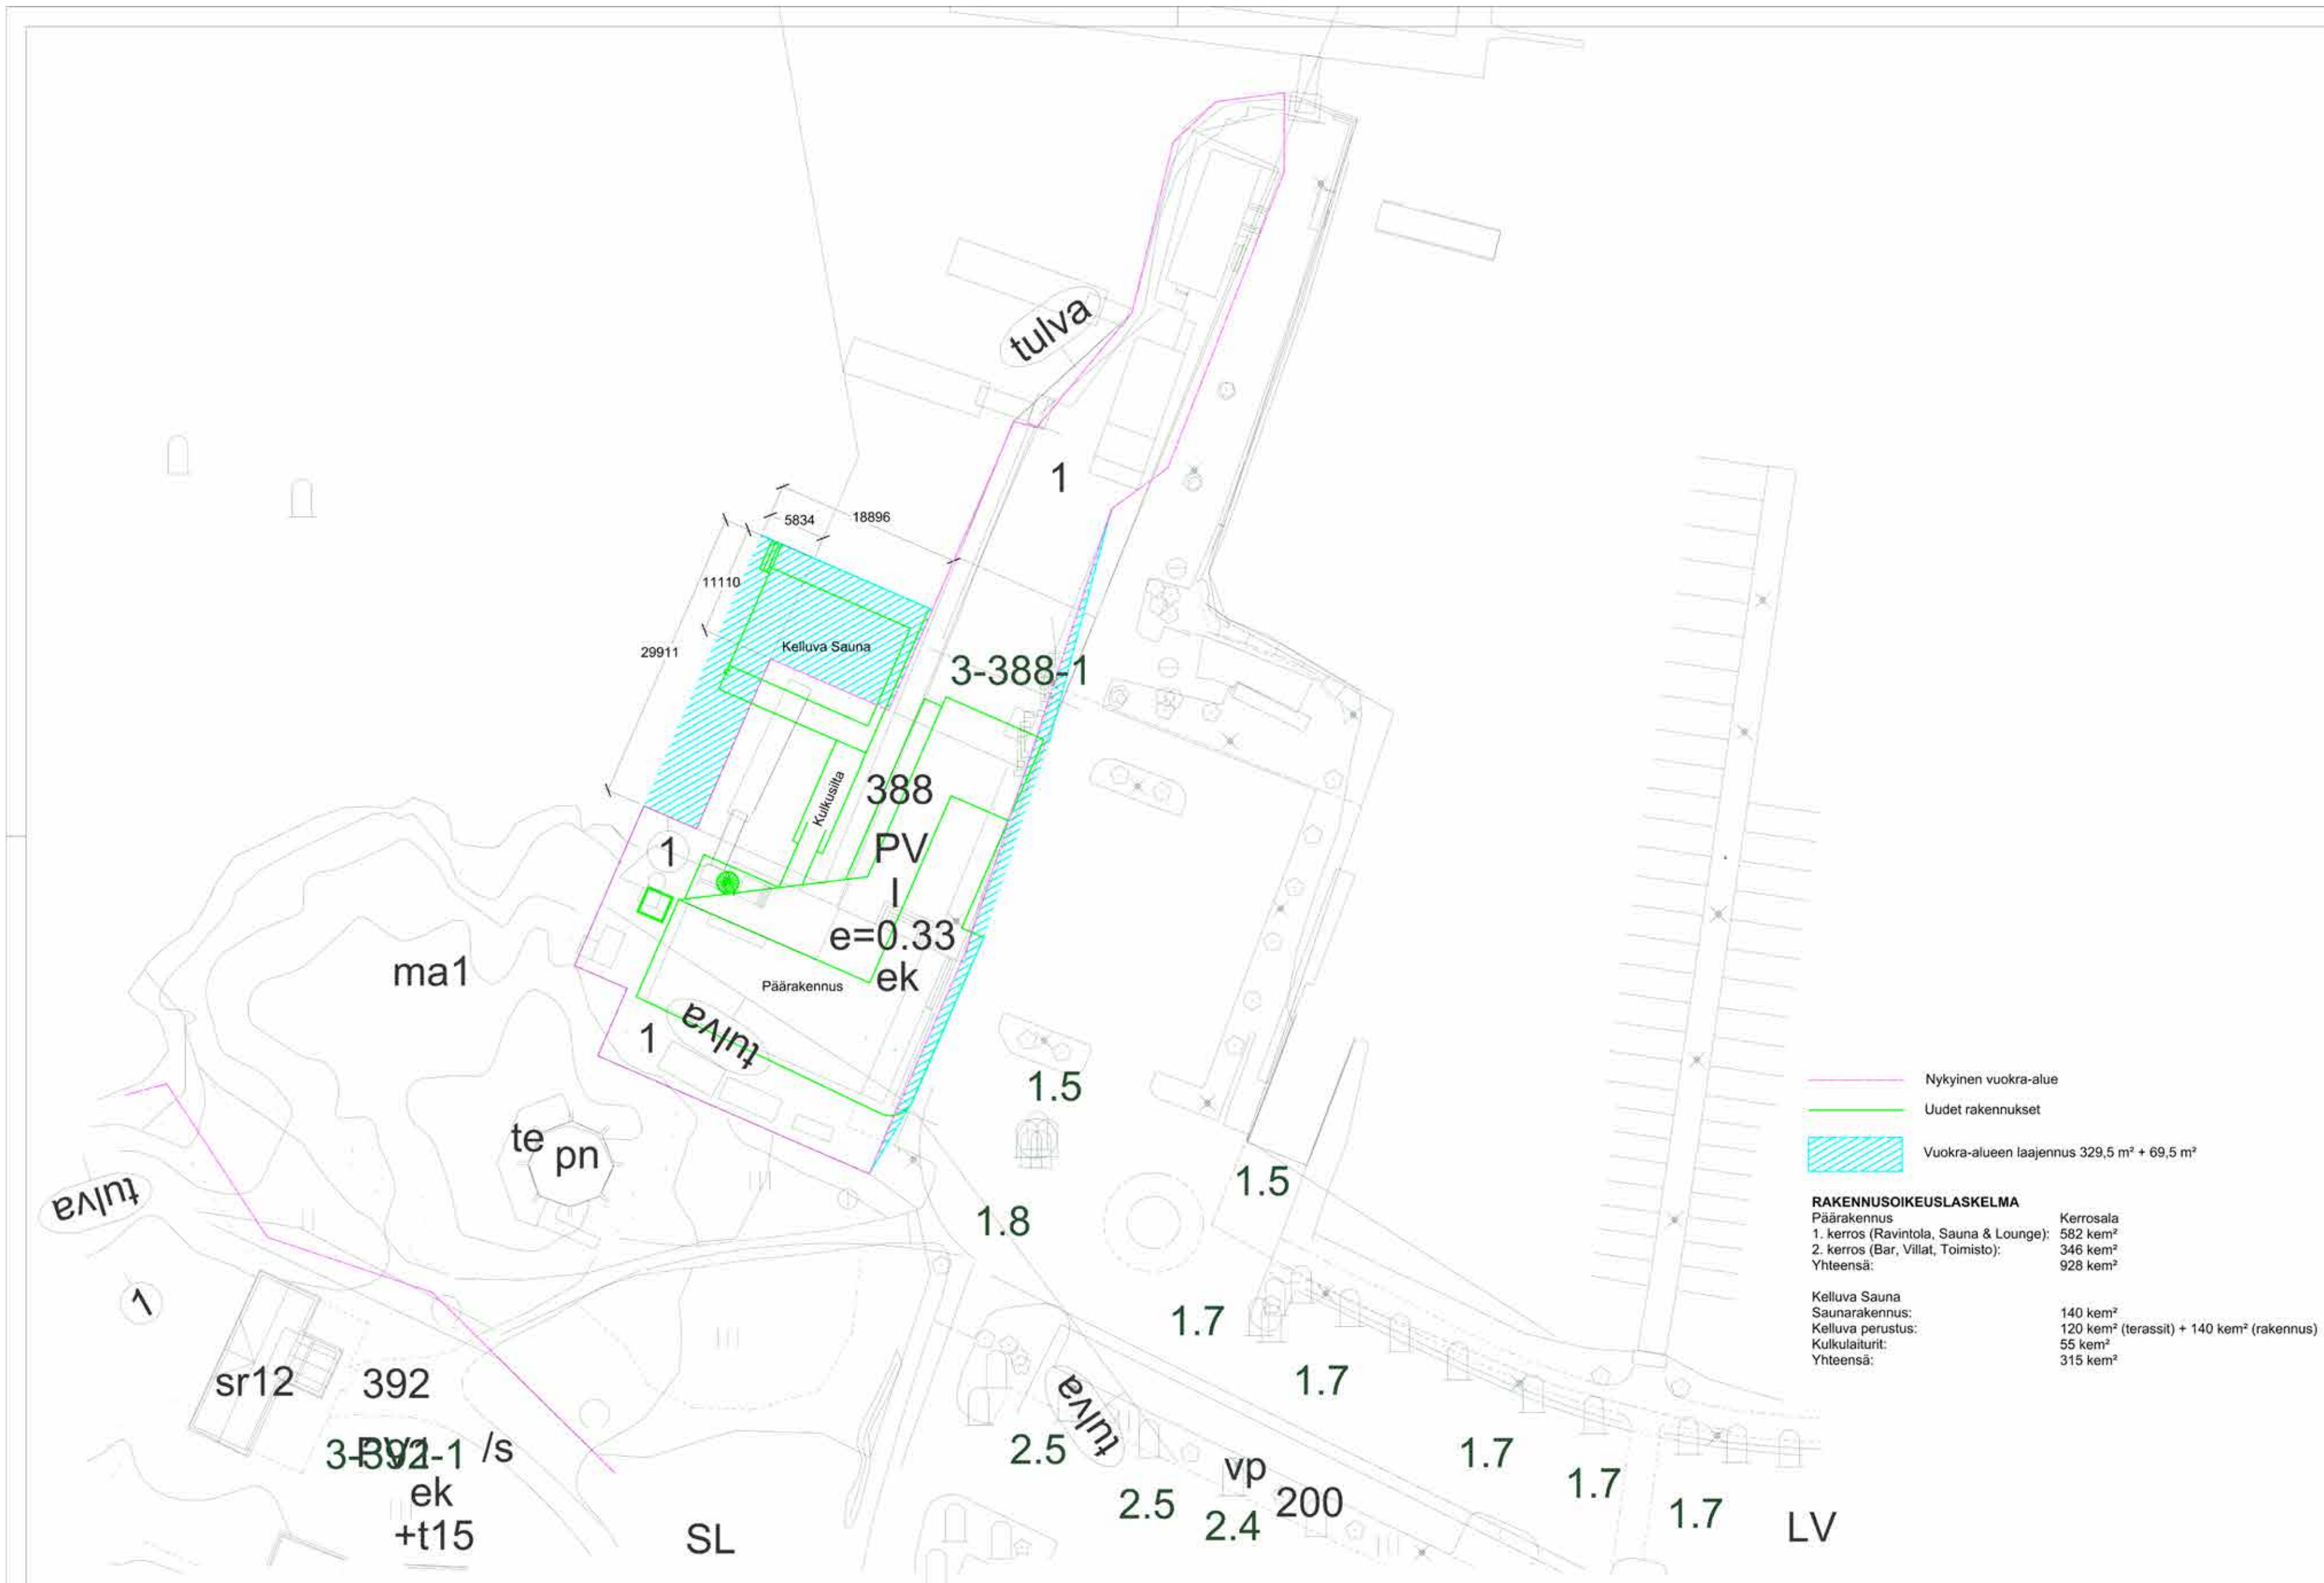 tulva
1
5834
18896
11110
29911
Kelluva Sauna
3-388-1
Kulkusilta
388
PV
I
e=0.33
ek
1
ma1
Päärakennus
tulva
1
1.5
te
pn
1.5
tulva
1.8
1
1.7
sr12
392
1.7
3-392-1 /s
2.5
tulva
vp
1.7
ek
2.5
200
1.7
+t15
2.4
1.7
SL
LV
Nykyinen vuokra-alue
Uudet rakennukset
Vuokra-alueen laajennus 329,5 m² + 69,5 m²
RAKENNUSOIKEUSLASKELMA
Päärakennus Kerrosala
1. kerros (Ravintola, Sauna & Lounge): 582 kem²
2. kerros (Bar, Villat, Toimisto): 346 kem²
Yhteensä: 928 kem²
Kelluva Sauna
Saunarakennus: 140 kem²
Kelluva perustus: 120 kem² (terassit) + 140 kem² (rakennus)
Kulkulaiturit: 55 kem²
Yhteensä: 315 kem²